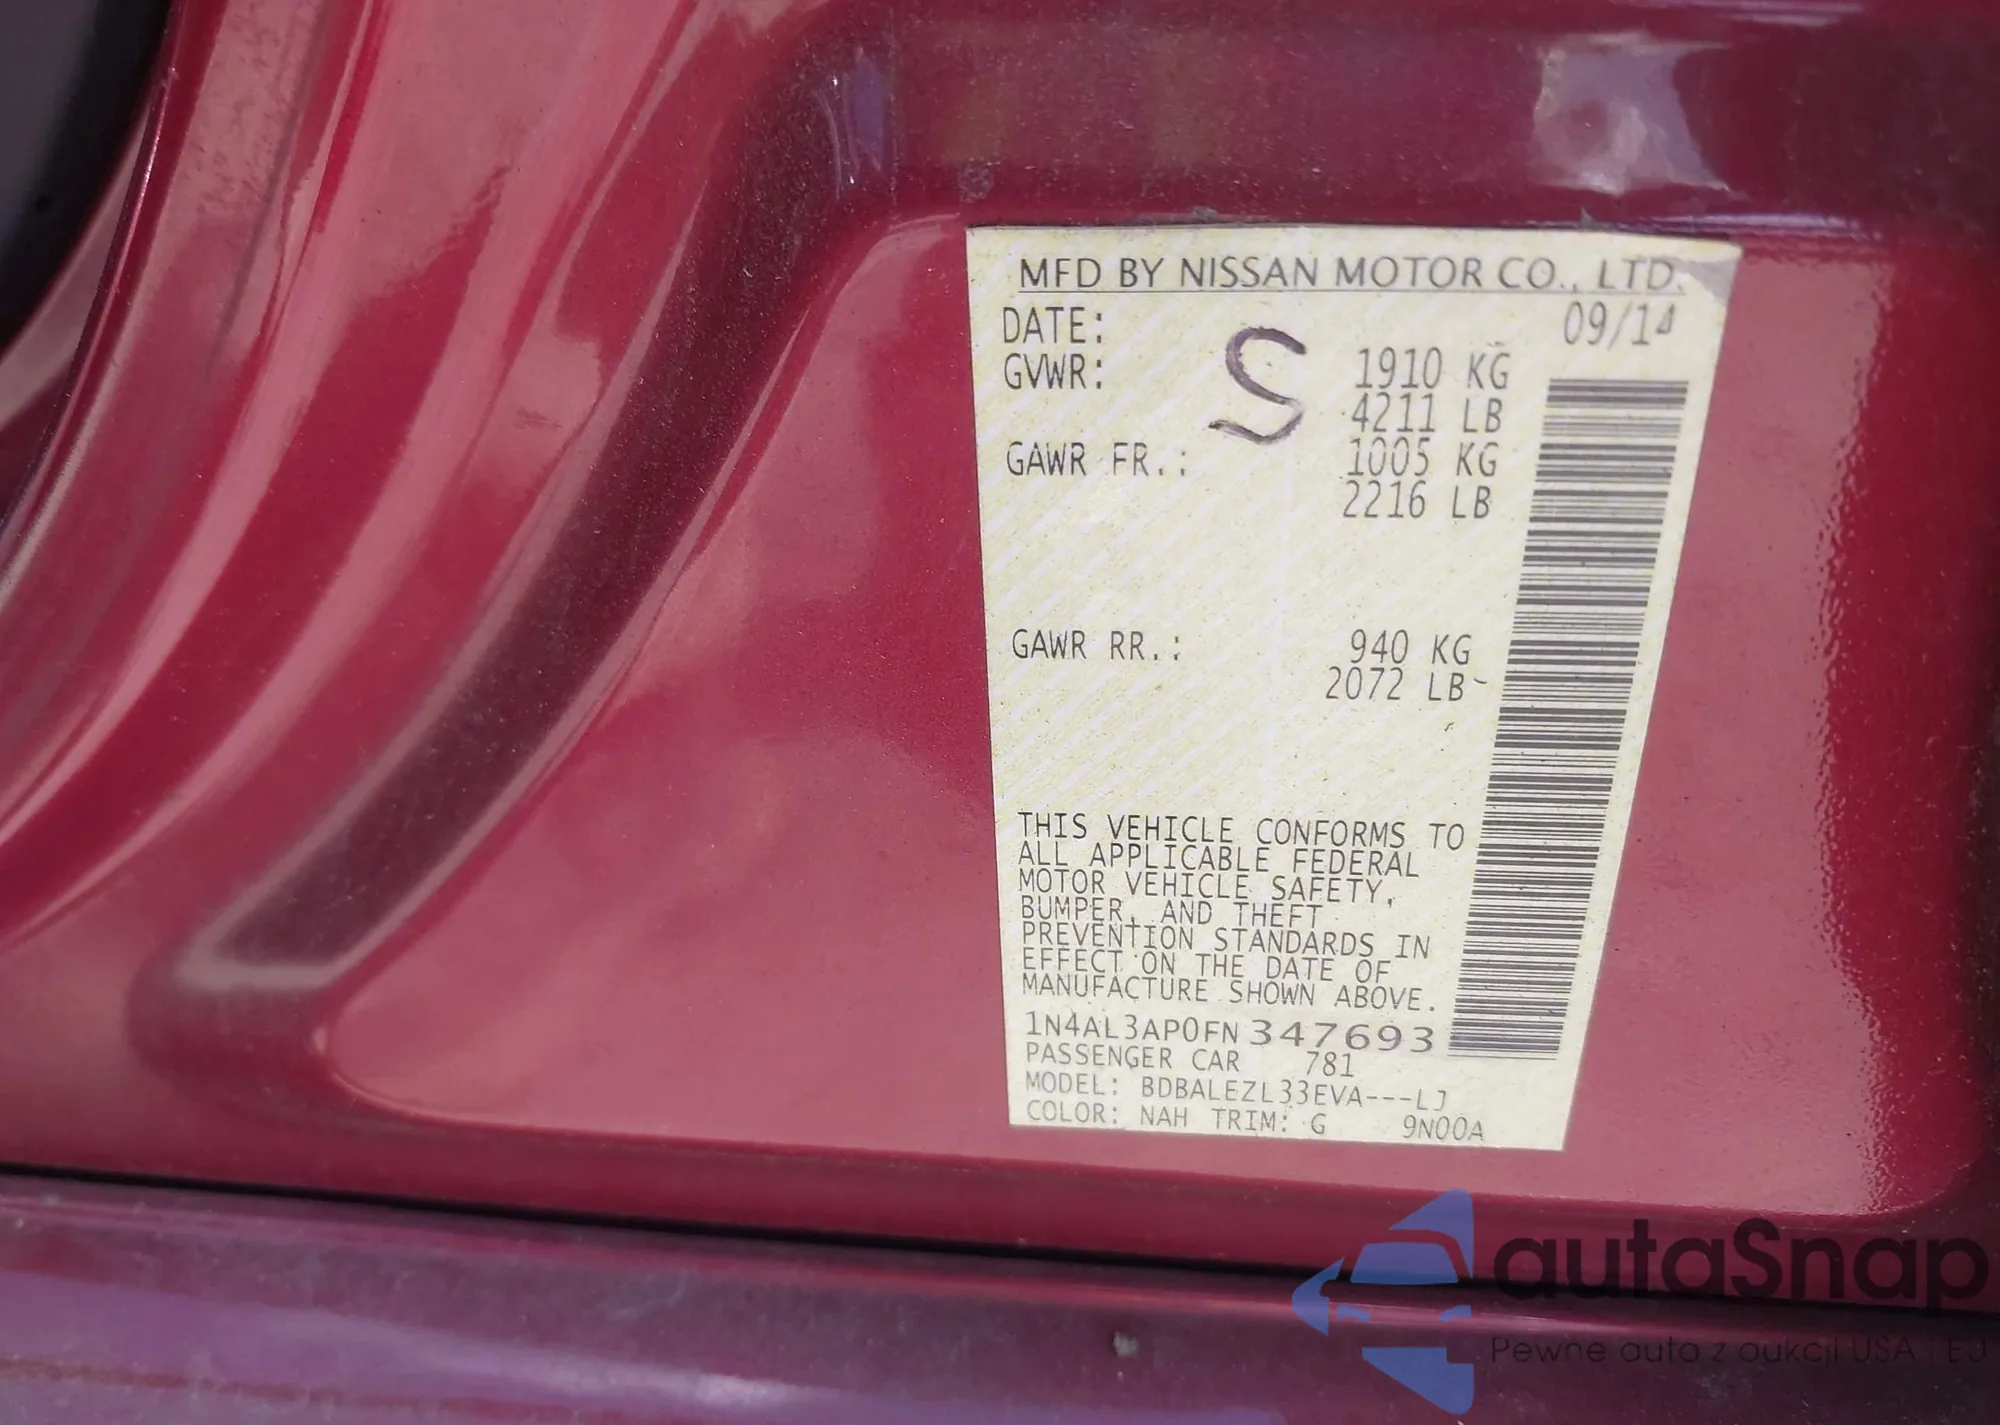 MFD BY NISSAN MOTOR CO., LTD.
DATE: 09/14
GVWR: 1910 KG
4211 LB
GAWR FR.: 1005 KG
2216 LB
GAWR RR.: 940 KG
2072 LB
S
THIS VEHICLE CONFORMS TO
ALL APPLICABLE FEDERAL
MOTOR VEHICLE SAFETY,
BUMPER, AND THEFT
PREVENTION STANDARDS IN
EFFECT ON THE DATE OF
MANUFACTURE SHOWN ABOVE.
1N4AL3AP0FN347693
PASSENGER CAR 781
MODEL: BDBALEZL33EVA---LJ
COLOR: NAH TRIM: G 9N00A
autaSnap
Pewne auto z aukcji USA i EU